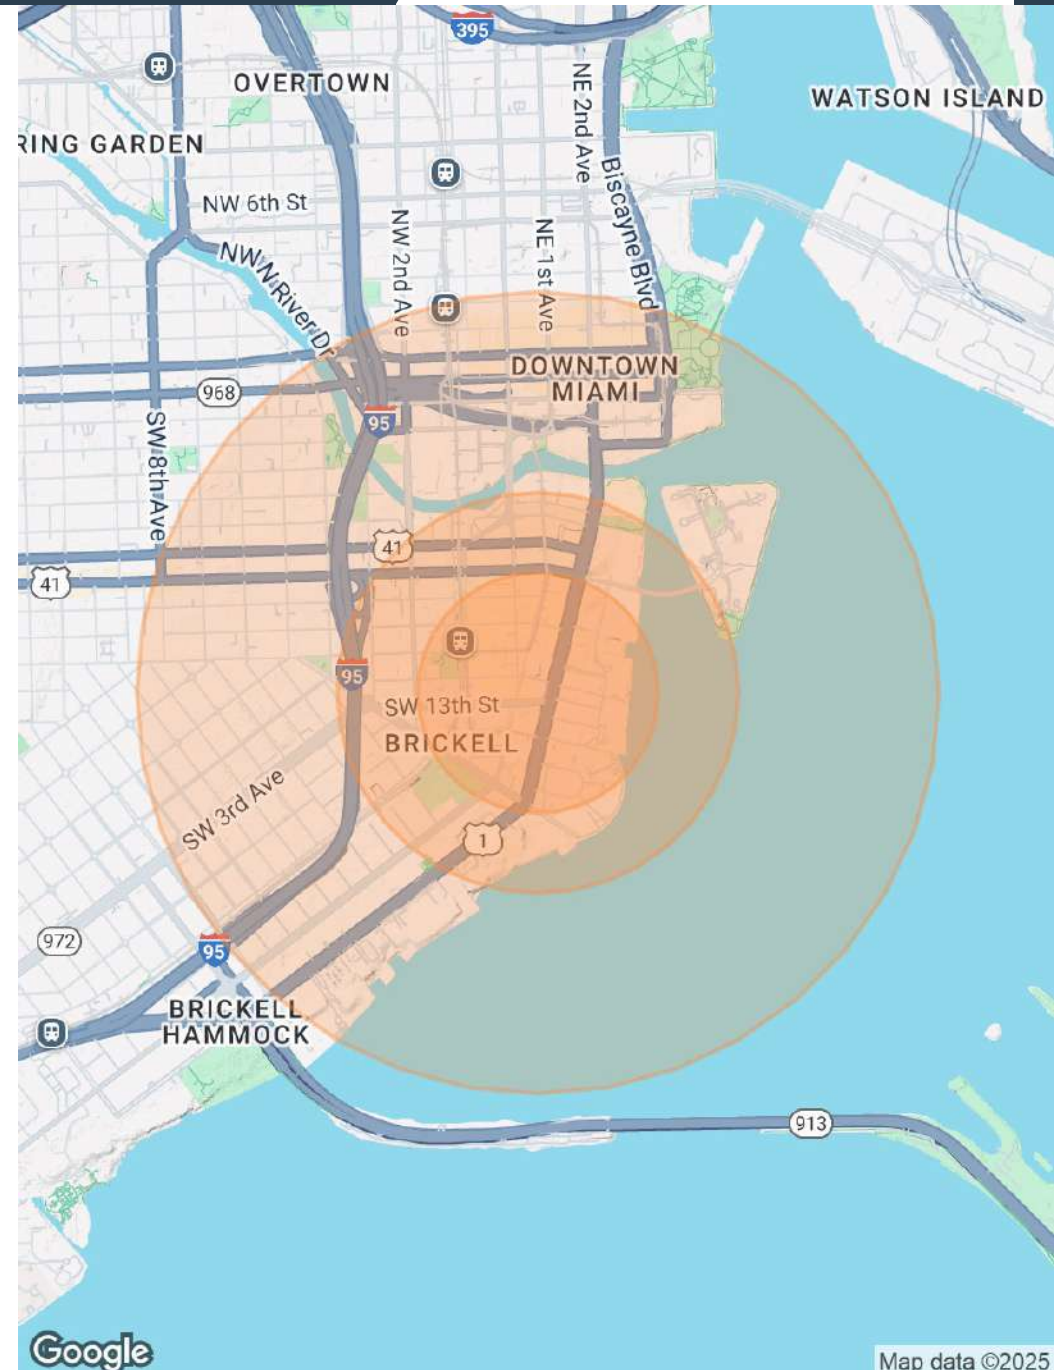 395
OVERTOWN
NE 2nd Ave
WATSON ISLAND
RING GARDEN
NW 6th St
Biscayne Blvd
NW 2nd Ave
NE 1st Ave
NW N River Dr
DOWNTOWN
MIAMI
968
95
SW 8th Ave
41
41
95
SW 13th St
BRICKELL
SW 3rd Ave
1
972
95
BRICKELL
HAMMOCK
913
Google
Map data ©2025